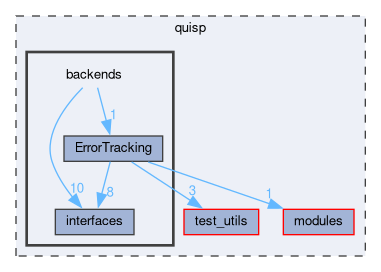 quisp
backends
1
ErrorTracking
10
8
3
1
interfaces
test_utils
modules